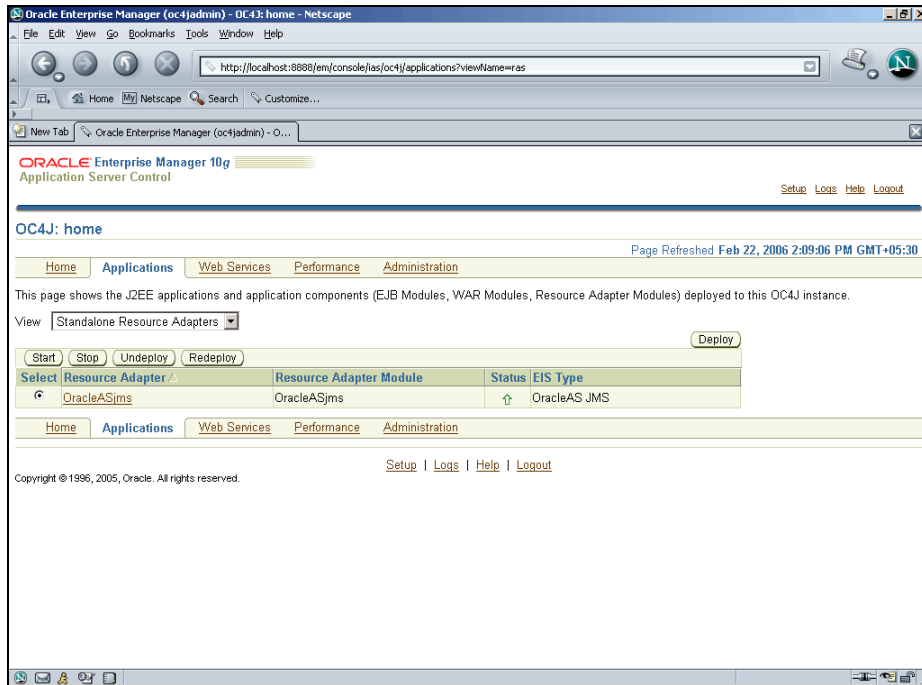 Oracle Enterprise Manager (oc4jadmin) - OC4J: home - Netscape
File Edit View Go Bookmarks Tools Window Help
http://localhost:8888/em/console/ias/oc4j/applications?viewName=ras
N
Home My Netscape Search Customize...
New Tab Oracle Enterprise Manager (oc4jadmin) - O...
ORACLE Enterprise Manager 10g
Application Server Control
Setup Logs Help Logout
OC4J: home
Page Refreshed Feb 22, 2006 2:09:06 PM GMT+05:30
Home Applications Web Services Performance Administration
This page shows the J2EE applications and application components (EJB Modules, WAR Modules, Resource Adapter Modules) deployed to this OC4J instance.
View Standalone Resource Adapters
Deploy
Start Stop Undeploy Redeploy
Select Resource Adapter Resource Adapter Module Status EIS Type
OracleASjms OracleASjms OracleAS JMS
Home Applications Web Services Performance Administration
Setup | Logs | Help | Logout
Copyright © 1996, 2005, Oracle. All rights reserved.